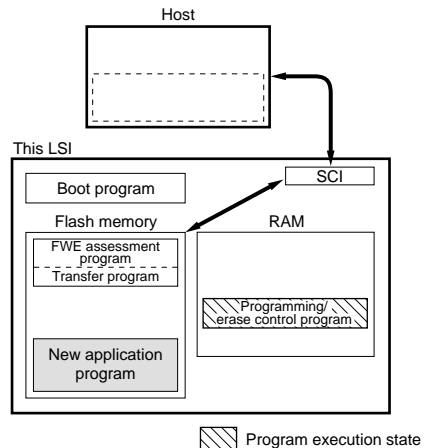 Host
This LSI
SCI
Boot program
Flash memory
RAM
FWE assessment
program
Transfer program
Programming/
erase control program
New application
program
Program execution state